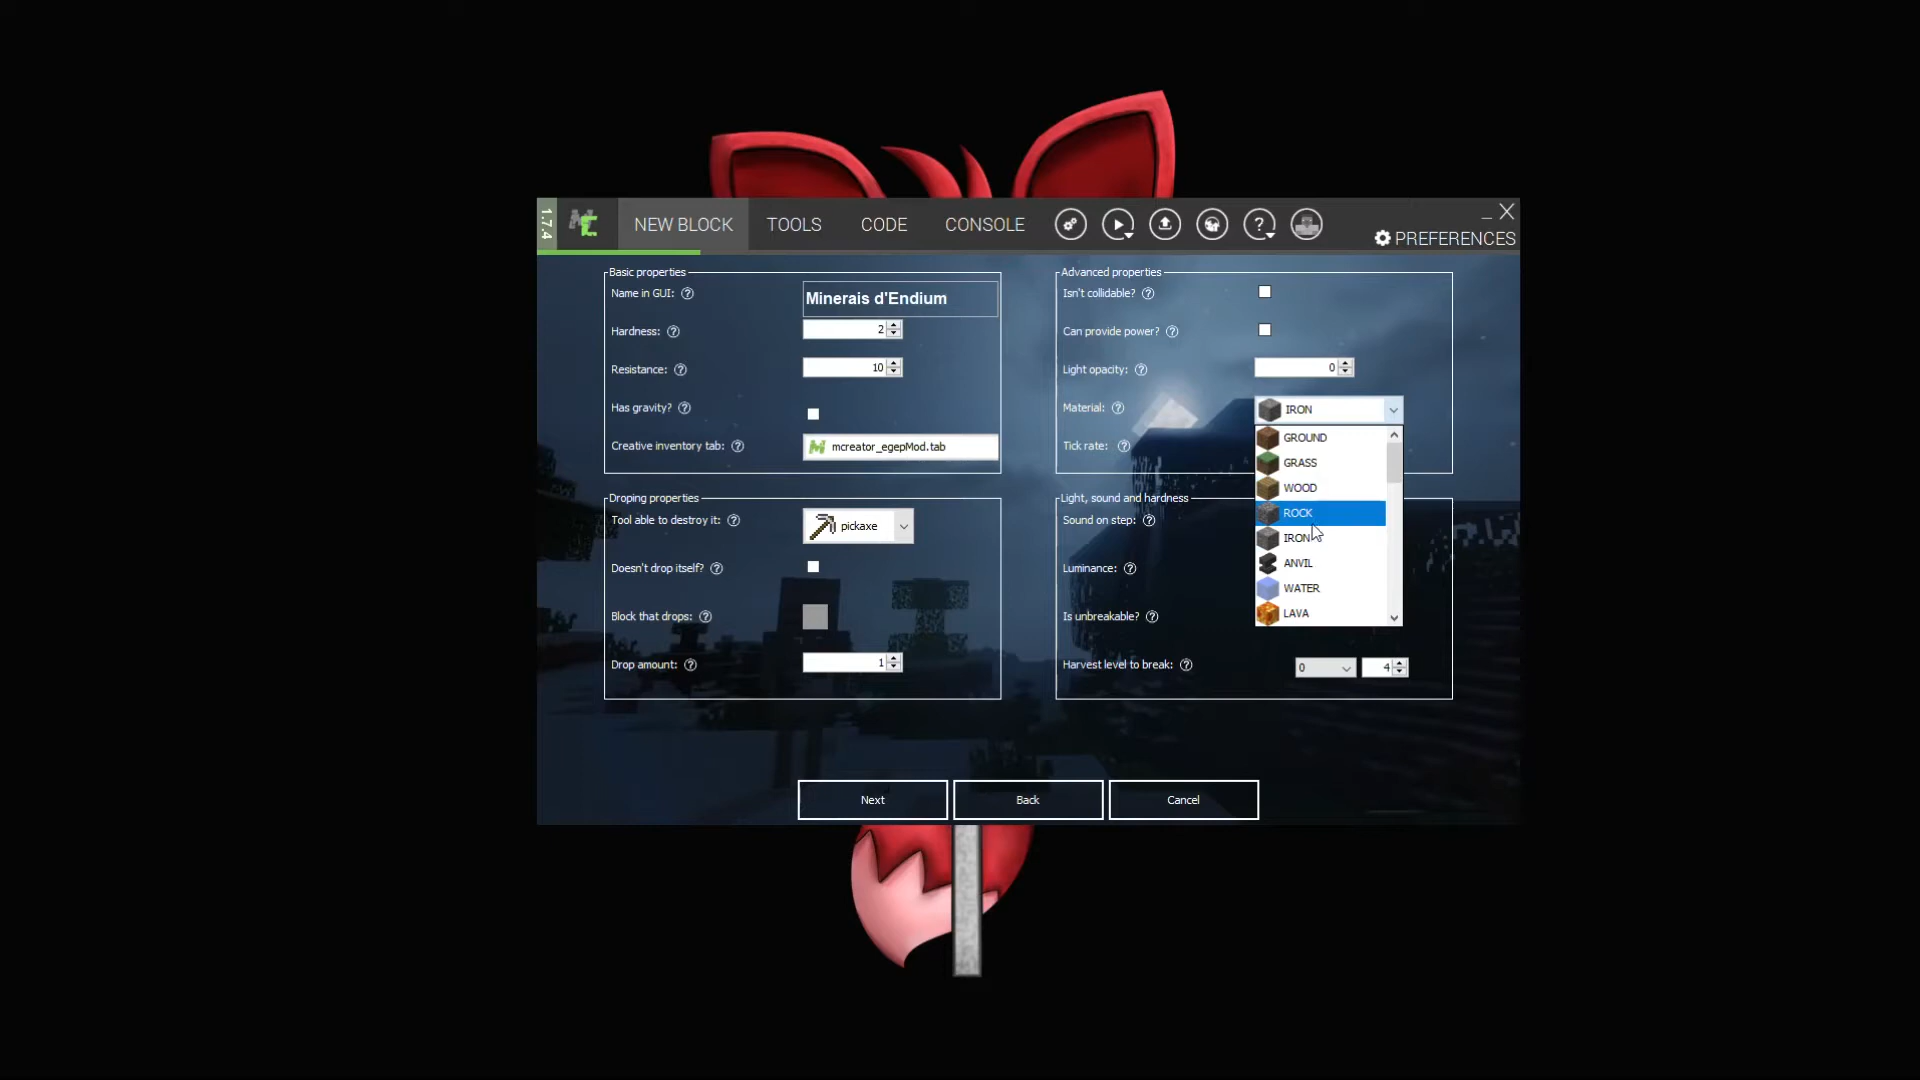 1.7.4
NEW BLOCK
TOOLS
CODE
CONSOLE
PREFERENCES
Basic properties
Name in GUI:
Minerais d'Endium
Hardness:
2
Resistance:
10
Has gravity?
Creative inventory tab:
mcreator_egepMod.tab
Droping properties
Tool able to destroy it:
pickaxe
Doesn't drop itself?
Block that drops:
Drop amount:
1
Advanced properties
Isn't collidable?
Can provide power?
Light opacity:
0
Material:
IRON
GROUND
GRASS
WOOD
ROCK
IRON
ANVIL
WATER
LAVA
Tick rate:
Light, sound and hardness
Sound on step:
Luminance:
Is unbreakable?
Harvest level to break:
0
4
Next
Back
Cancel